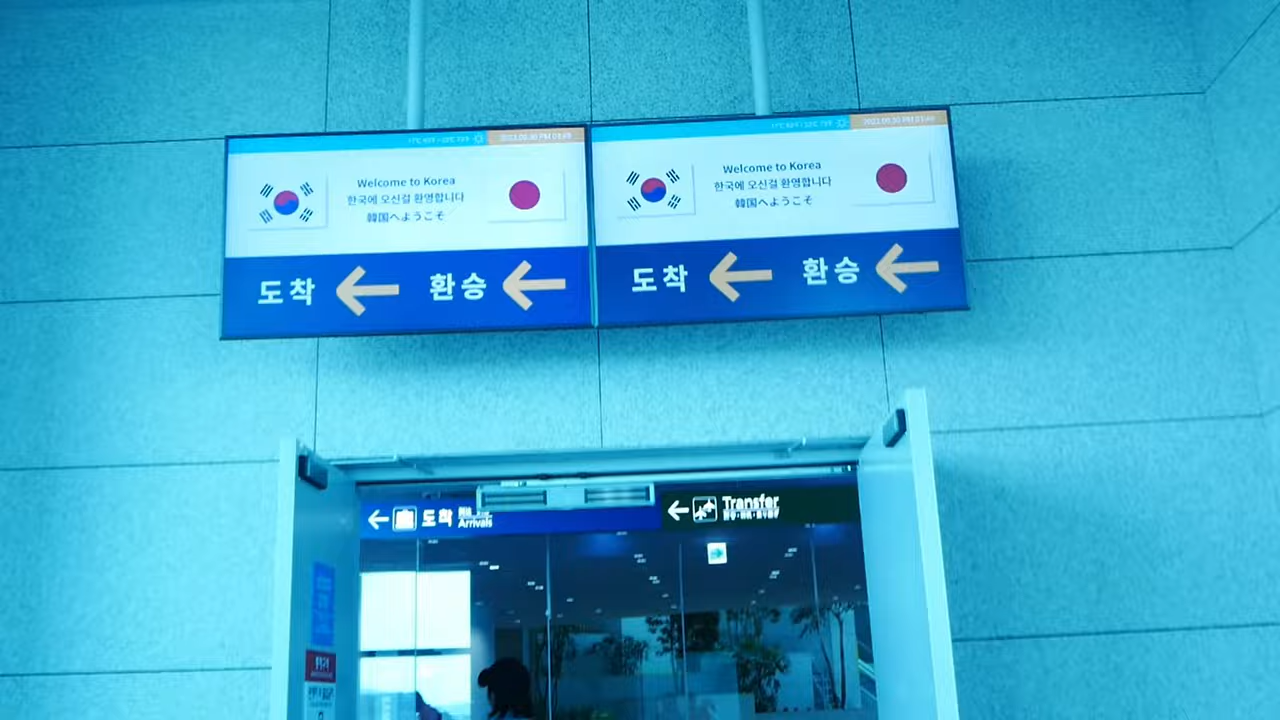 Welcome to Korea
한국에 오신걸 환영합니다
韓国へようこそ
도착 환승
Welcome to Korea
한국에 오신걸 환영합니다
韓国へようこそ
도착 환승
도착 Arrivals
Transfer